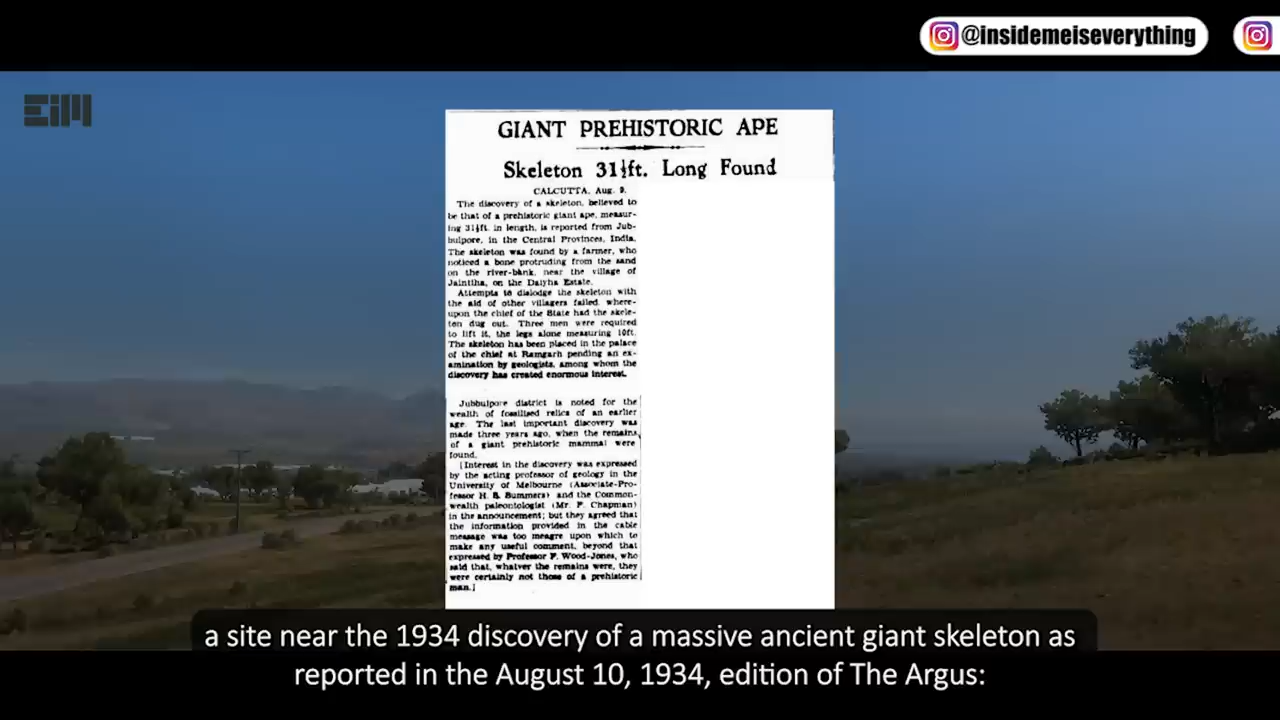 @insidemeiseverything
EiM
GIANT PREHISTORIC APE
Skeleton 31½ft. Long Found
CALCUTTA, Aug. 9.
The discovery of a skeleton, believed to
be that of a prehistoric giant ape, measur-
ing 31½ft. in length, is reported from Jub-
bulpore, in the Central Provinces, India.
The skeleton was found by a farmer, who
noticed a bone protruding from the sand
on the river-bank, near the village of
Jaintiha, on the Daiyha Estate.
Attempts to dislodge the skeleton with
the aid of other villagers failed, where-
upon the chief of the State had the skele-
ton dug out. Three men were required
to lift it, the legs alone measuring 10ft.
The skeleton has been placed in the palace
of the chief at Ramgarh pending an ex-
amination by geologists, among whom the
discovery has created enormous interest.
Jubbulpore district is noted for the
wealth of fossilised relics of an earlier
age. The last important discovery was
made three years ago, when the remains
of a giant prehistoric mammal were
found.
[Interest in the discovery was expressed
by the acting professor of geology in the
University of Melbourne (Associate-Pro-
fessor H. S. Summers) and the Common-
wealth paleontologist (Mr. F. Chapman)
in the announcement; but they agreed that
the information provided in the cable
message was too meagre upon which to
make any useful comment, beyond that
expressed by Professor F. Wood-Jones, who
said that, whatever the remains were, they
were certainly not those of a prehistoric
man.]
a site near the 1934 discovery of a massive ancient giant skeleton as
reported in the August 10, 1934, edition of The Argus: